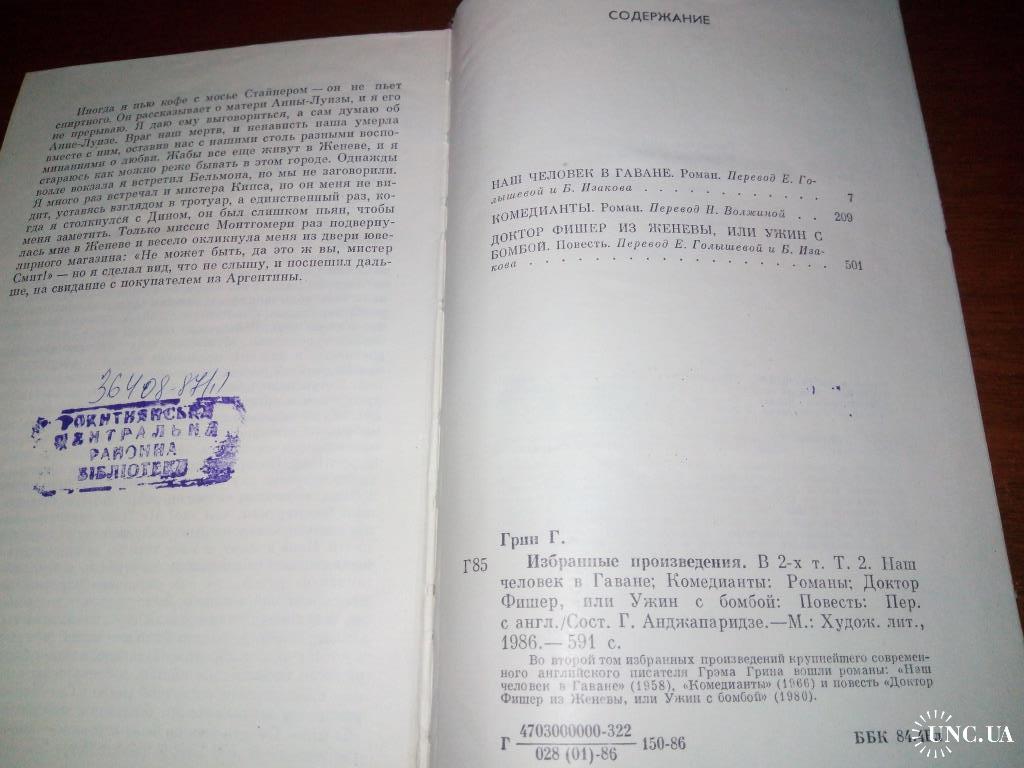 Иногда я пью кофе с мосье Стайнером — он не пьет
спиртного. Он рассказывает о матери Анны-Луизы, и я его
не прерываю. Я даю ему выговориться, а сам думаю об
Анне-Луизе. Враг наш мертв, и ненависть наша умерла
вместе с ним, оставив нас с нашими столь разными воспо-
минаниями о любви. Жабы все еще живут в Женеве, и я
стараюсь как можно реже бывать в этом городе. Однажды
возле вокзала я встретил Бельмона, но мы не заговорили.
Я много раз встречал и мистера Кипса, но он меня не ви-
дит, уставясь взглядом в тротуар, а единственный раз, ко-
гда я столкнулся с Дином, он был слишком пьян, чтобы
меня заметить. Только миссис Монтгомери раз подверну-
лась мне в Женеве и весело окликнула меня из двери юве-
лирного магазина: «Не может быть, да это ж вы, мистер
Смит!» — но я сделал вид, что не слышу, и поспешил даль-
ше, на свидание с покупателем из Аргентины.
РОКИТНЯНСЬКА
ЦЕНТРАЛЬНА
РАЙОННА
БІБЛІОТЕКА
СОДЕРЖАНИЕ
НАШ ЧЕЛОВЕК В ГАВАНЕ. Роман. Перевод Е. Го-
лышевой и Б. Изакова . . . . . . . . . . . 7
КОМЕДИАНТЫ. Роман. Перевод Н. Волжиной . . 209
ДОКТОР ФИШЕР ИЗ ЖЕНЕВЫ, ИЛИ УЖИН С
БОМБОЙ. Повесть. Перевод Е. Голышевой и Б. Иза-
кова . . . . . . . . . . . . . . . . . . 501
Грин Г.
Г85 Избранные произведения. В 2-х т. Т. 2. Наш
человек в Гаване; Комедианты: Романы; Доктор
Фишер, или Ужин с бомбой: Повесть: Пер.
с англ./Сост. Г. Анджапаридзе.—М.: Худож. лит.,
1986.— 591 с.
Во второй том избранных произведений крупнейшего современ-
ного английского писателя Грэма Грина вошли романы: «Наш
человек в Гаване» (1958), «Комедианты» (1966) и повесть «Доктор
Фишер из Женевы, или Ужин с бомбой» (1980).
Г 4703000000-322
028 (01)-86 150-86
ББК
UNC.UA